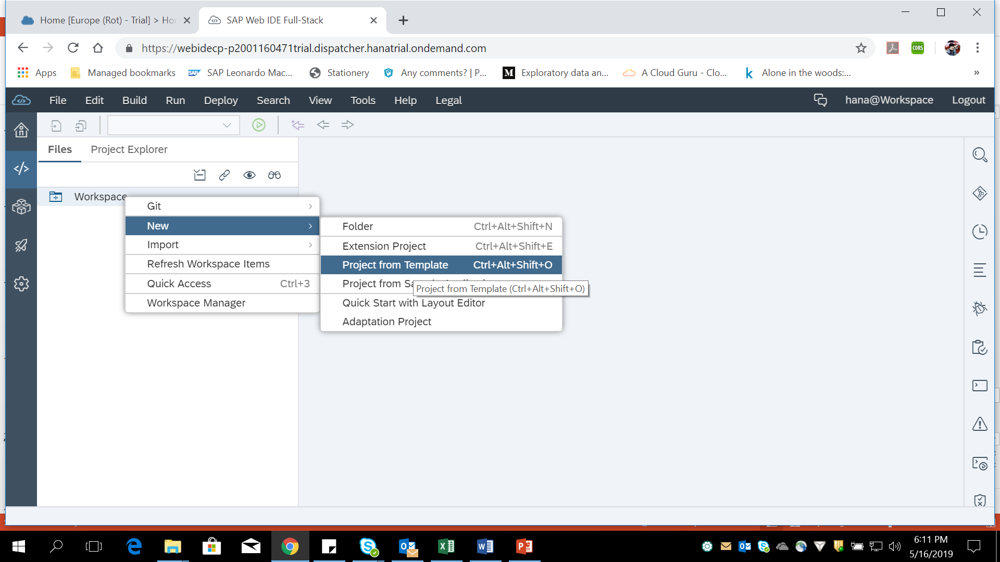 Home [Europe (Rot) - Trial] > Hor
SAP Web IDE Full-Stack
https://webidecp-p2001160471trial.dispatcher.hanatrial.ondemand.com
CORS
Apps
Managed bookmarks
SAP
SAP Leonardo Mac...
Stationery
Any comments? | P...
M
Exploratory data an...
A Cloud Guru - Clo...
k
Alone in the woods:...
»
File Edit Build Run Deploy Search View Tools Help Legal
hana@Workspace
Logout
Files
Project Explorer
Workspace
Git
New
Import
Refresh Workspace Items
Quick Access Ctrl+3
Workspace Manager
Folder Ctrl+Alt+Shift+N
Extension Project Ctrl+Alt+Shift+E
Project from Template Ctrl+Alt+Shift+O
Project from Sa
Project from Template (Ctrl+Alt+Shift+O)
Quick Start with Layout Editor
Adaptation Project
6:11 PM
5/16/2019